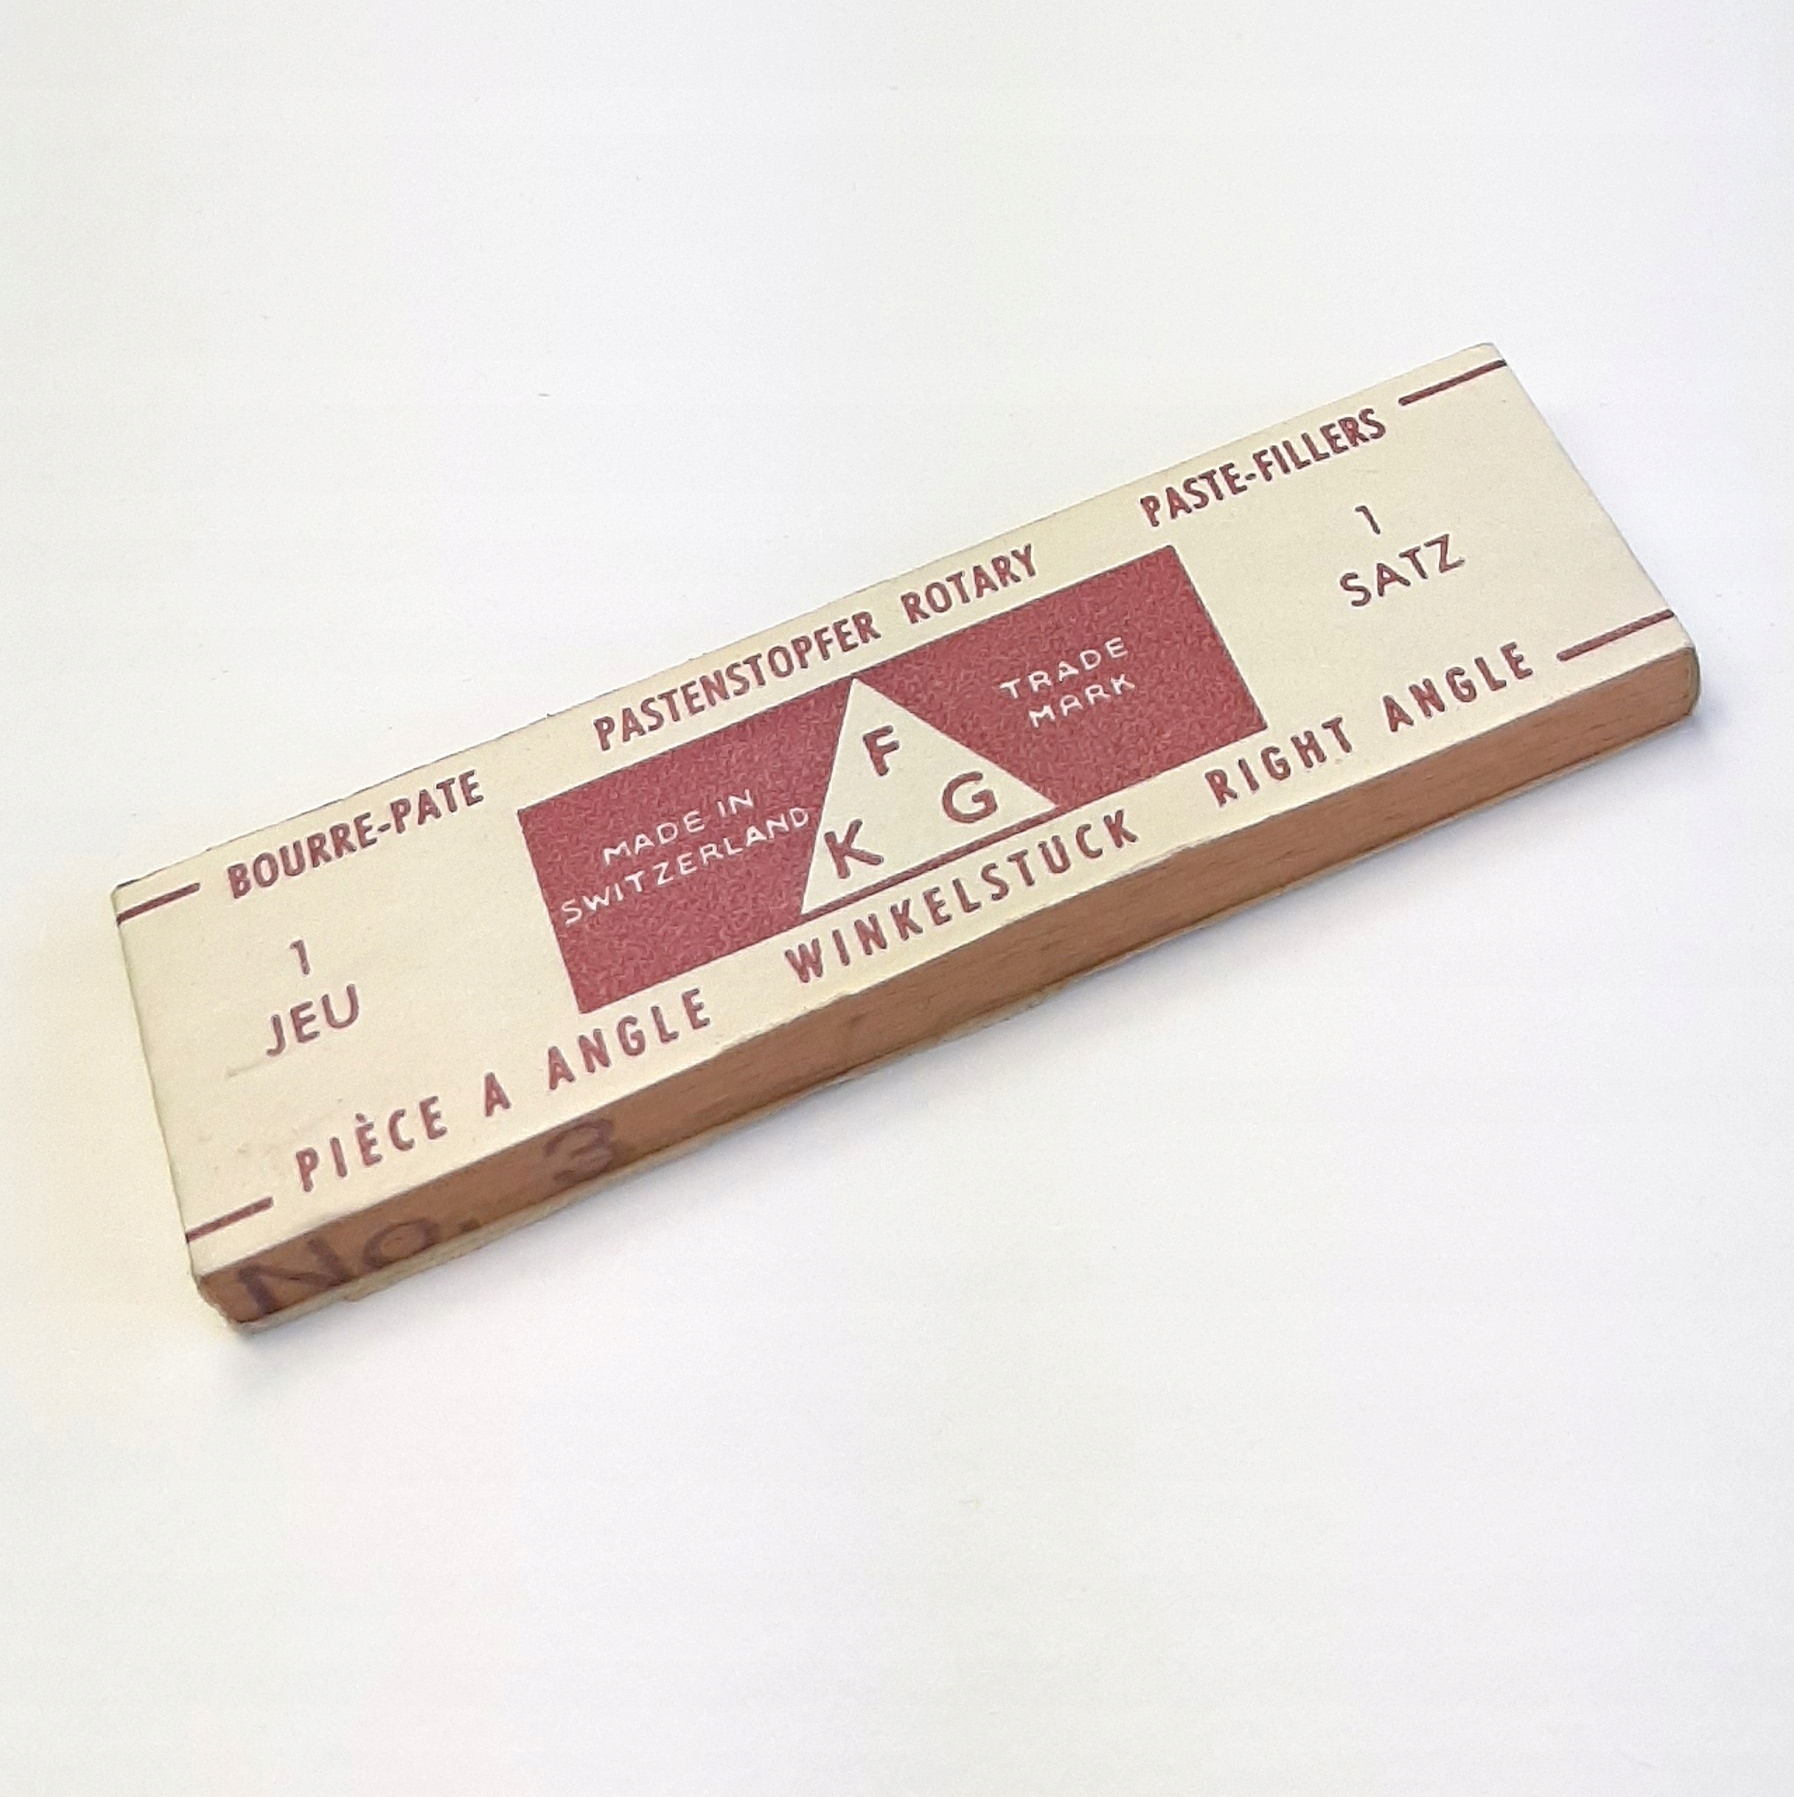 BOURRE-PATE PASTENSTOPFER ROTARY PASTE-FILLERS
1
JEU
MADE IN
SWITZERLAND
F
K G
TRADE
MARK
1
SATZ
PIÈCE A ANGLE WINKELSTUCK RIGHT ANGLE
No. 3